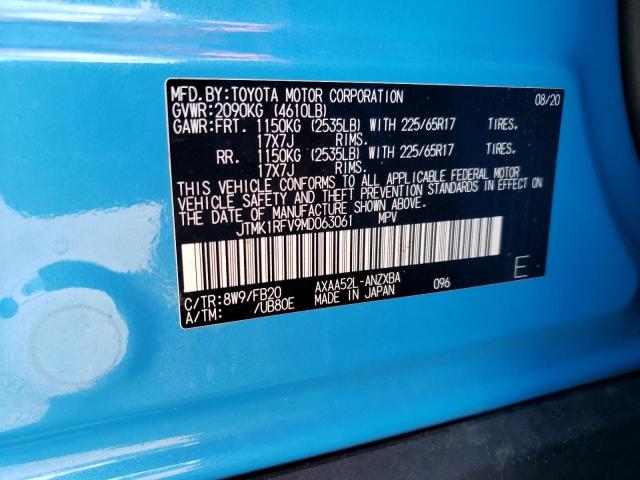 MFD.BY:TOYOTA MOTOR CORPORATION 08/20
GVWR:2090KG (4610LB)
GAWR:FRT. 1150KG (2535LB) WITH 225/65R17 TIRES.
17X7J RIMS.
RR. 1150KG (2535LB) WITH 225/65R17 TIRES.
17X7J RIMS.
THIS VEHICLE CONFORMS TO ALL APPLICABLE FEDERAL MOTOR
VEHICLE SAFETY AND THEFT PREVENTION STANDARDS IN EFFECT ON
THE DATE OF MANUFACTURE SHOWN ABOVE.
JTMK1RFV9MD063061 MPV
C/TR:8W9/FB20 AXAA52L-ANZXBA 096 E
A/TM: /UB80E MADE IN JAPAN